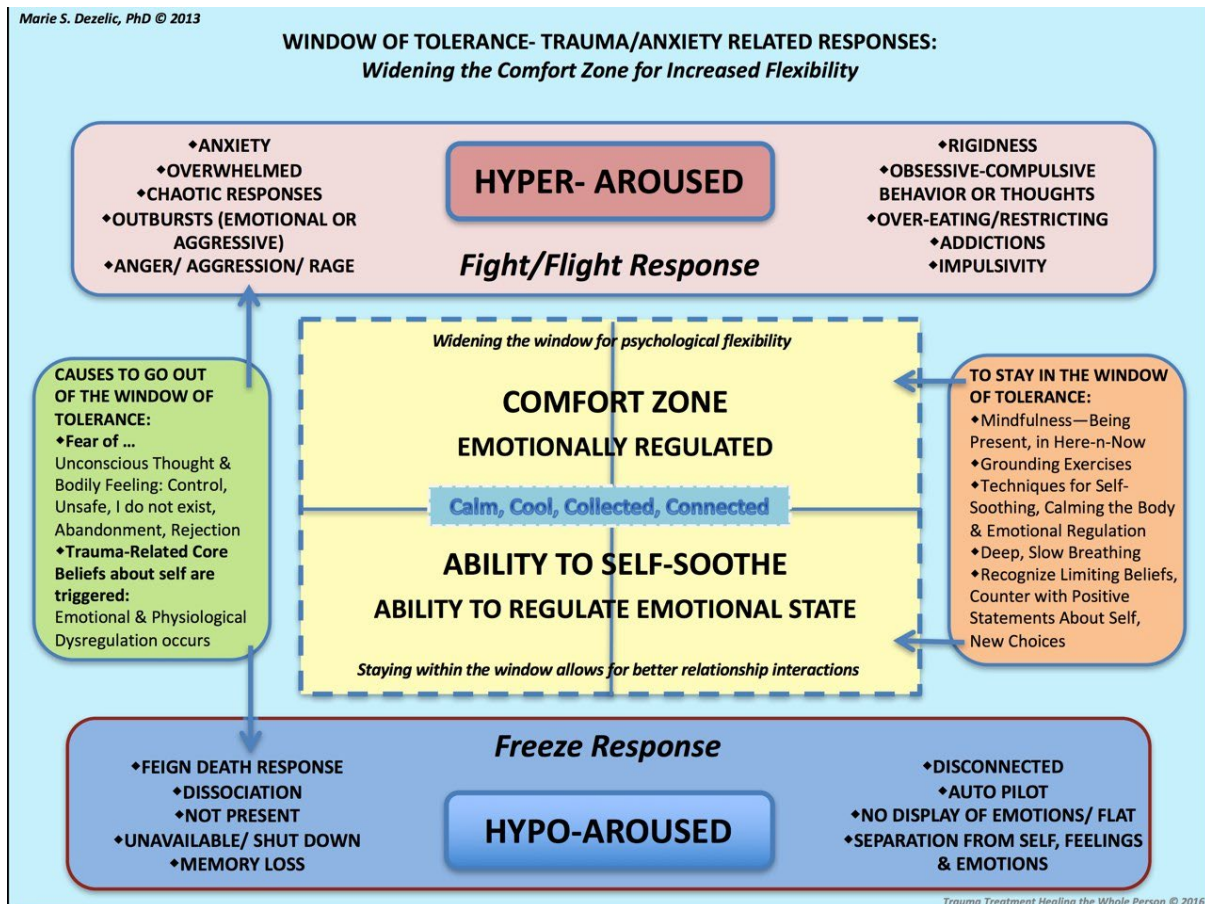 Marie S. Dezelic, PhD © 2013
WINDOW OF TOLERANCE- TRAUMA/ANXIETY RELATED RESPONSES:
Widening the Comfort Zone for Increased Flexibility
◆ANXIETY
◆OVERWHELMED
◆CHAOTIC RESPONSES
◆OUTBURSTS (EMOTIONAL OR
AGGRESSIVE)
◆ANGER/ AGGRESSION/ RAGE
HYPER- AROUSED
Fight/Flight Response
◆RIGIDNESS
◆OBSESSIVE-COMPULSIVE
BEHAVIOR OR THOUGHTS
◆OVER-EATING/RESTRICTING
◆ADDICTIONS
◆IMPULSIVITY
CAUSES TO GO OUT
OF THE WINDOW OF
TOLERANCE:
◆Fear of …
Unconscious Thought &
Bodily Feeling: Control,
Unsafe, I do not exist,
Abandonment, Rejection
◆Trauma-Related Core
Beliefs about self are
triggered:
Emotional & Physiological
Dysregulation occurs
Widening the window for psychological flexibility
COMFORT ZONE
EMOTIONALLY REGULATED
Calm, Cool, Collected, Connected
ABILITY TO SELF-SOOTHE
ABILITY TO REGULATE EMOTIONAL STATE
Staying within the window allows for better relationship interactions
TO STAY IN THE WINDOW
OF TOLERANCE:
◆Mindfulness—Being
Present, in Here-n-Now
◆Grounding Exercises
◆Techniques for Self-
Soothing, Calming the Body
& Emotional Regulation
◆Deep, Slow Breathing
◆Recognize Limiting Beliefs,
Counter with Positive
Statements About Self,
New Choices
Freeze Response
HYPO-AROUSED
◆FEIGN DEATH RESPONSE
◆DISSOCIATION
◆NOT PRESENT
◆UNAVAILABLE/ SHUT DOWN
◆MEMORY LOSS
◆DISCONNECTED
◆AUTO PILOT
◆NO DISPLAY OF EMOTIONS/ FLAT
◆SEPARATION FROM SELF, FEELINGS
& EMOTIONS
Trauma Treatment Healing the Whole Person © 2016